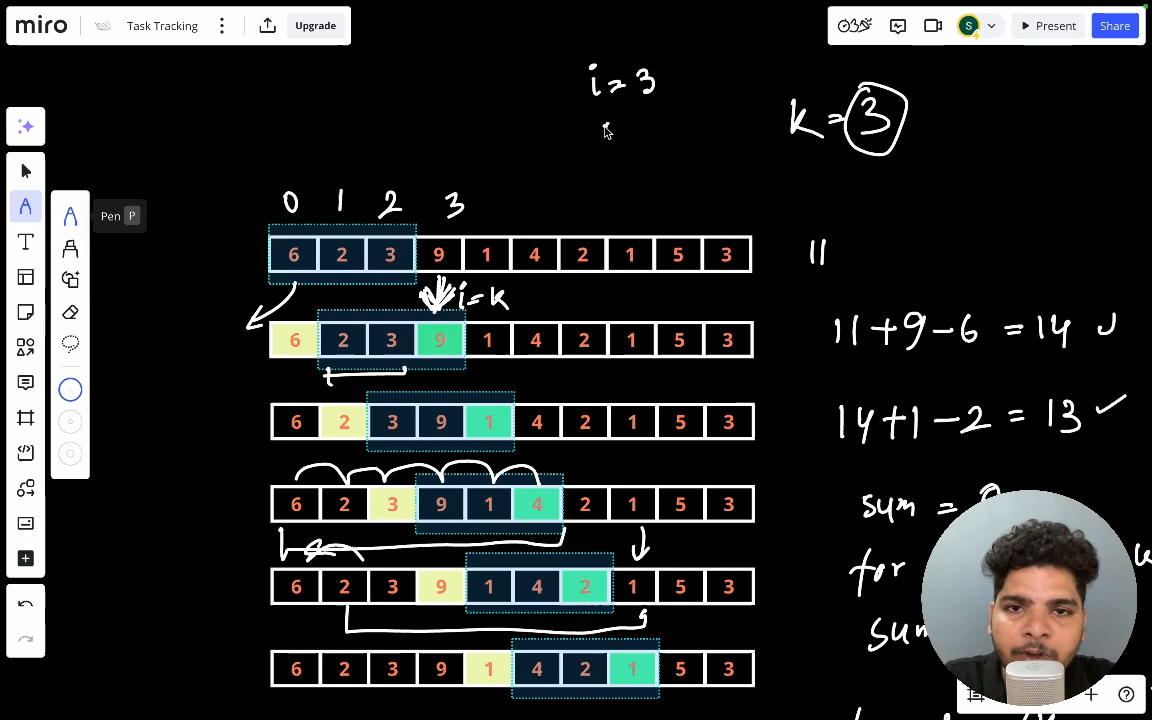 miro Task Tracking Upgrade
Present Share
i = 3
k = 3
Pen P
0 1 2 3
6 2 3 9 1 4 2 1 5 3
11
i = k
11 + 9 - 6 = 14
6 2 3 9 1 4 2 1 5 3
14 + 1 - 2 = 13
6 2 3 9 1 4 2 1 5 3
6 2 3 9 1 4 2 1 5 3
sum =
for
6 2 3 9 1 4 2 1 5 3
sum
6 2 3 9 1 4 2 1 5 3